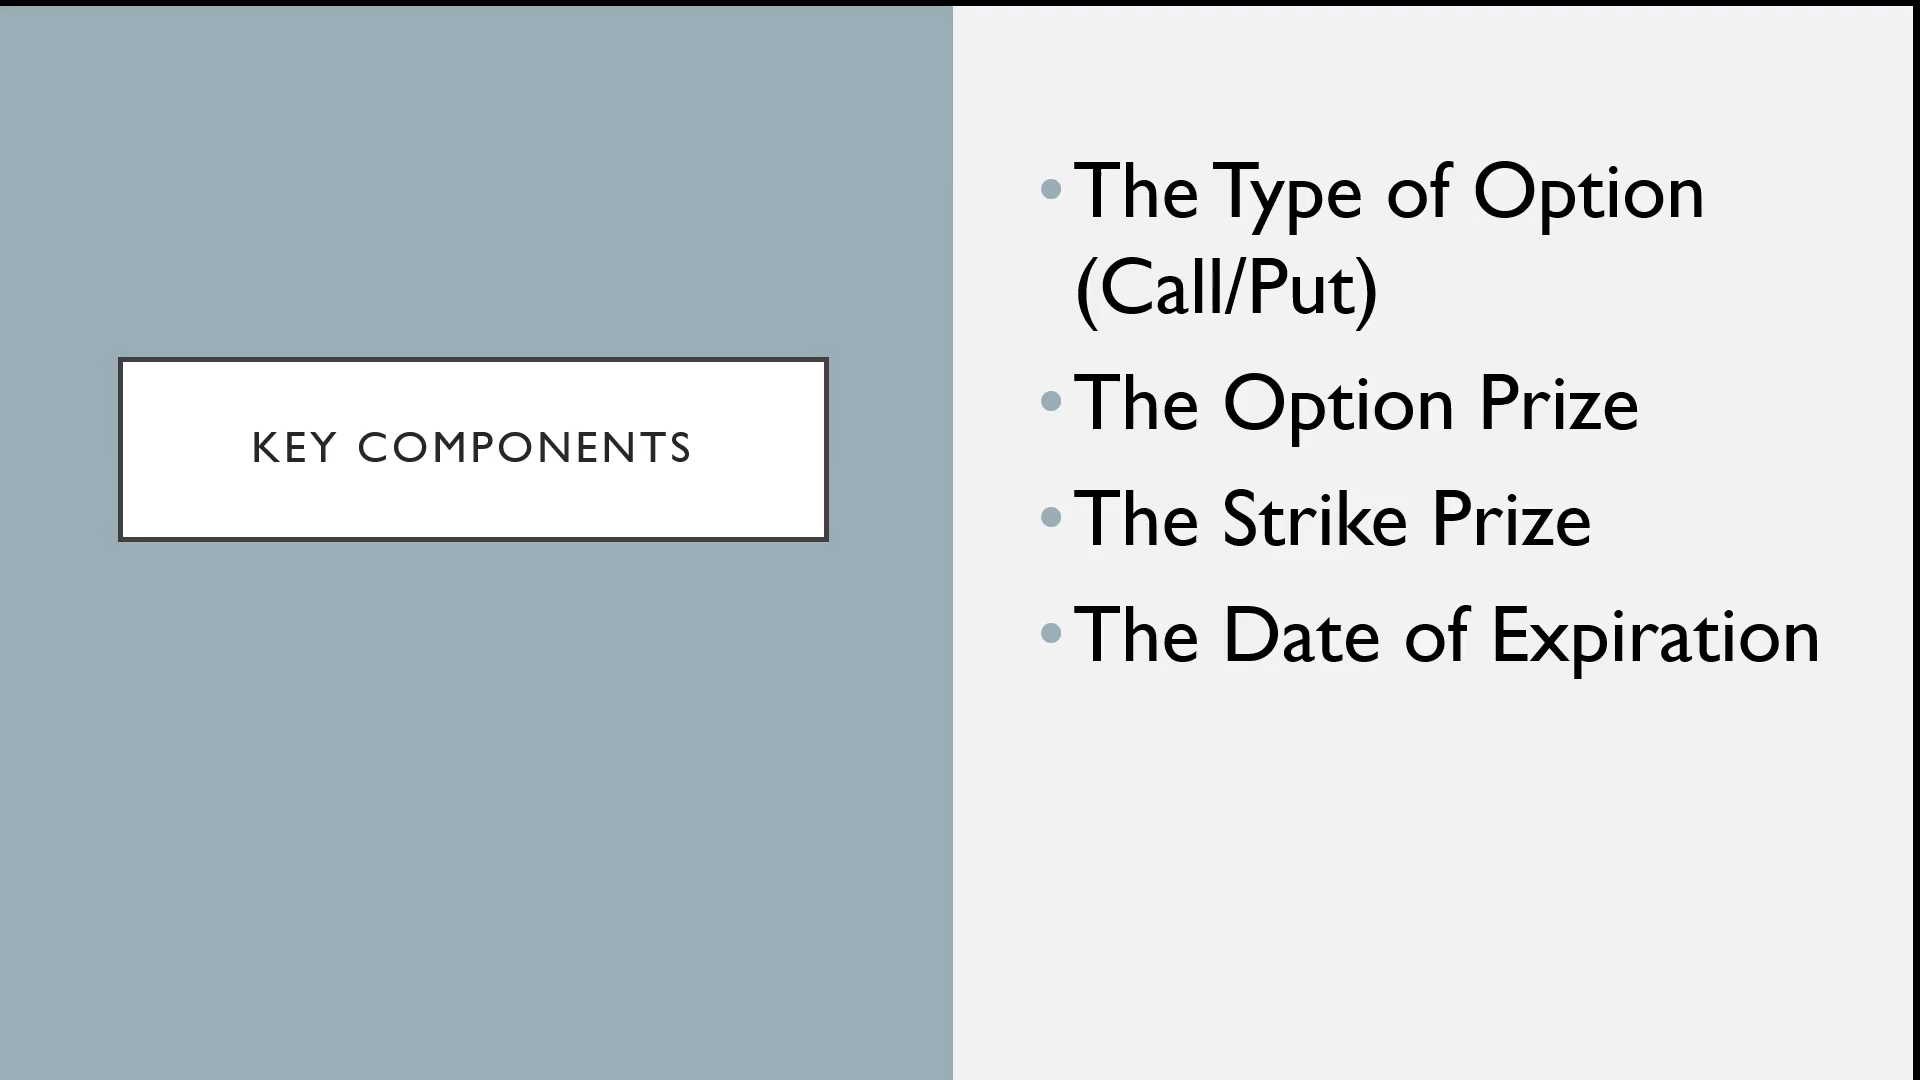 KEY COMPONENTS
• The Type of Option
(Call/Put)
• The Option Prize
• The Strike Prize
• The Date of Expiration